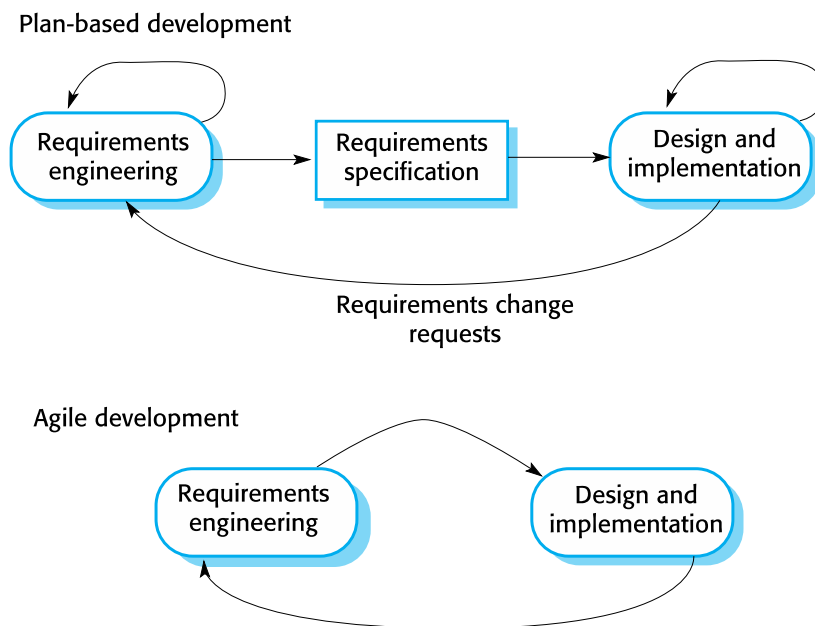 Plan-based development
Requirements
engineering
Requirements
specification
Design and
implementation
Requirements change
requests
Agile development
Requirements
engineering
Design and
implementation